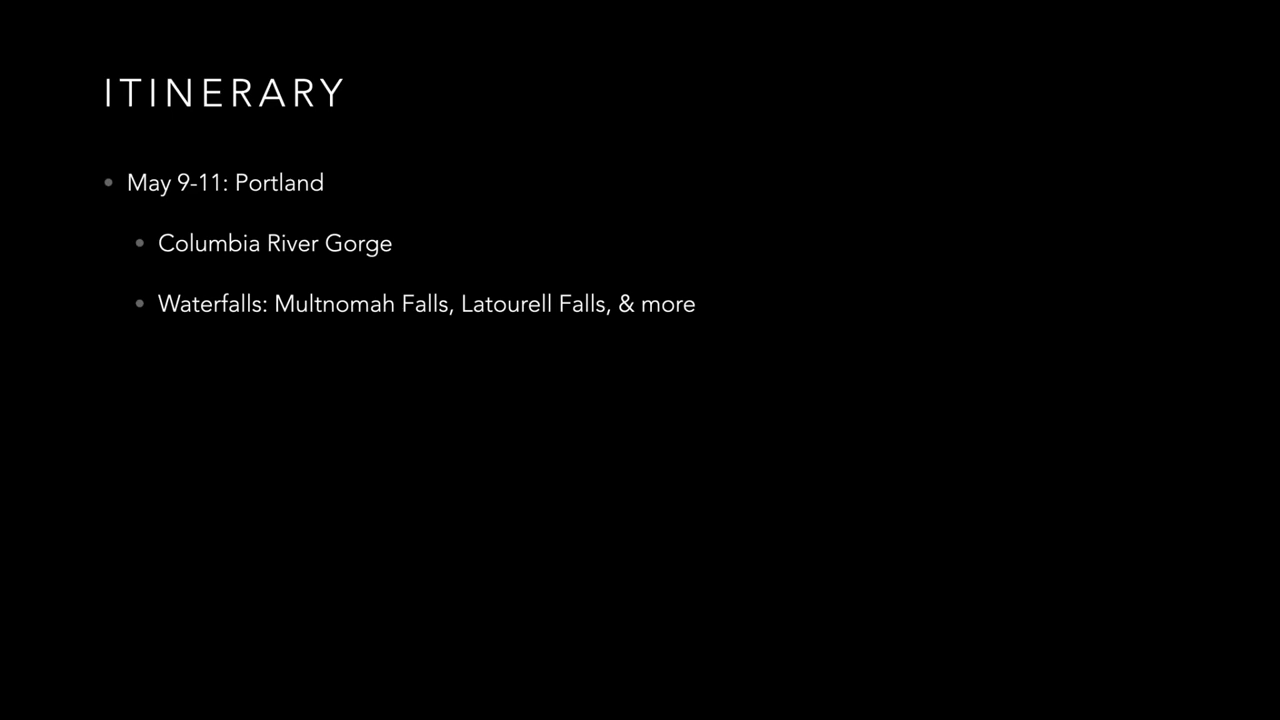 ITINERARY
• May 9-11: Portland
• Columbia River Gorge
• Waterfalls: Multnomah Falls, Latourell Falls, & more